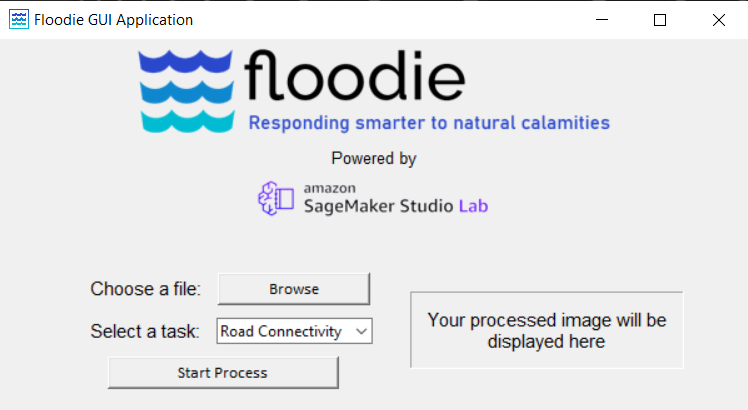 Floodie GUI Application
floodie
Responding smarter to natural calamities
Powered by
amazon
SageMaker Studio Lab
Choose a file:
Browse
Select a task:
Road Connectivity
Start Process
Your processed image will be
displayed here